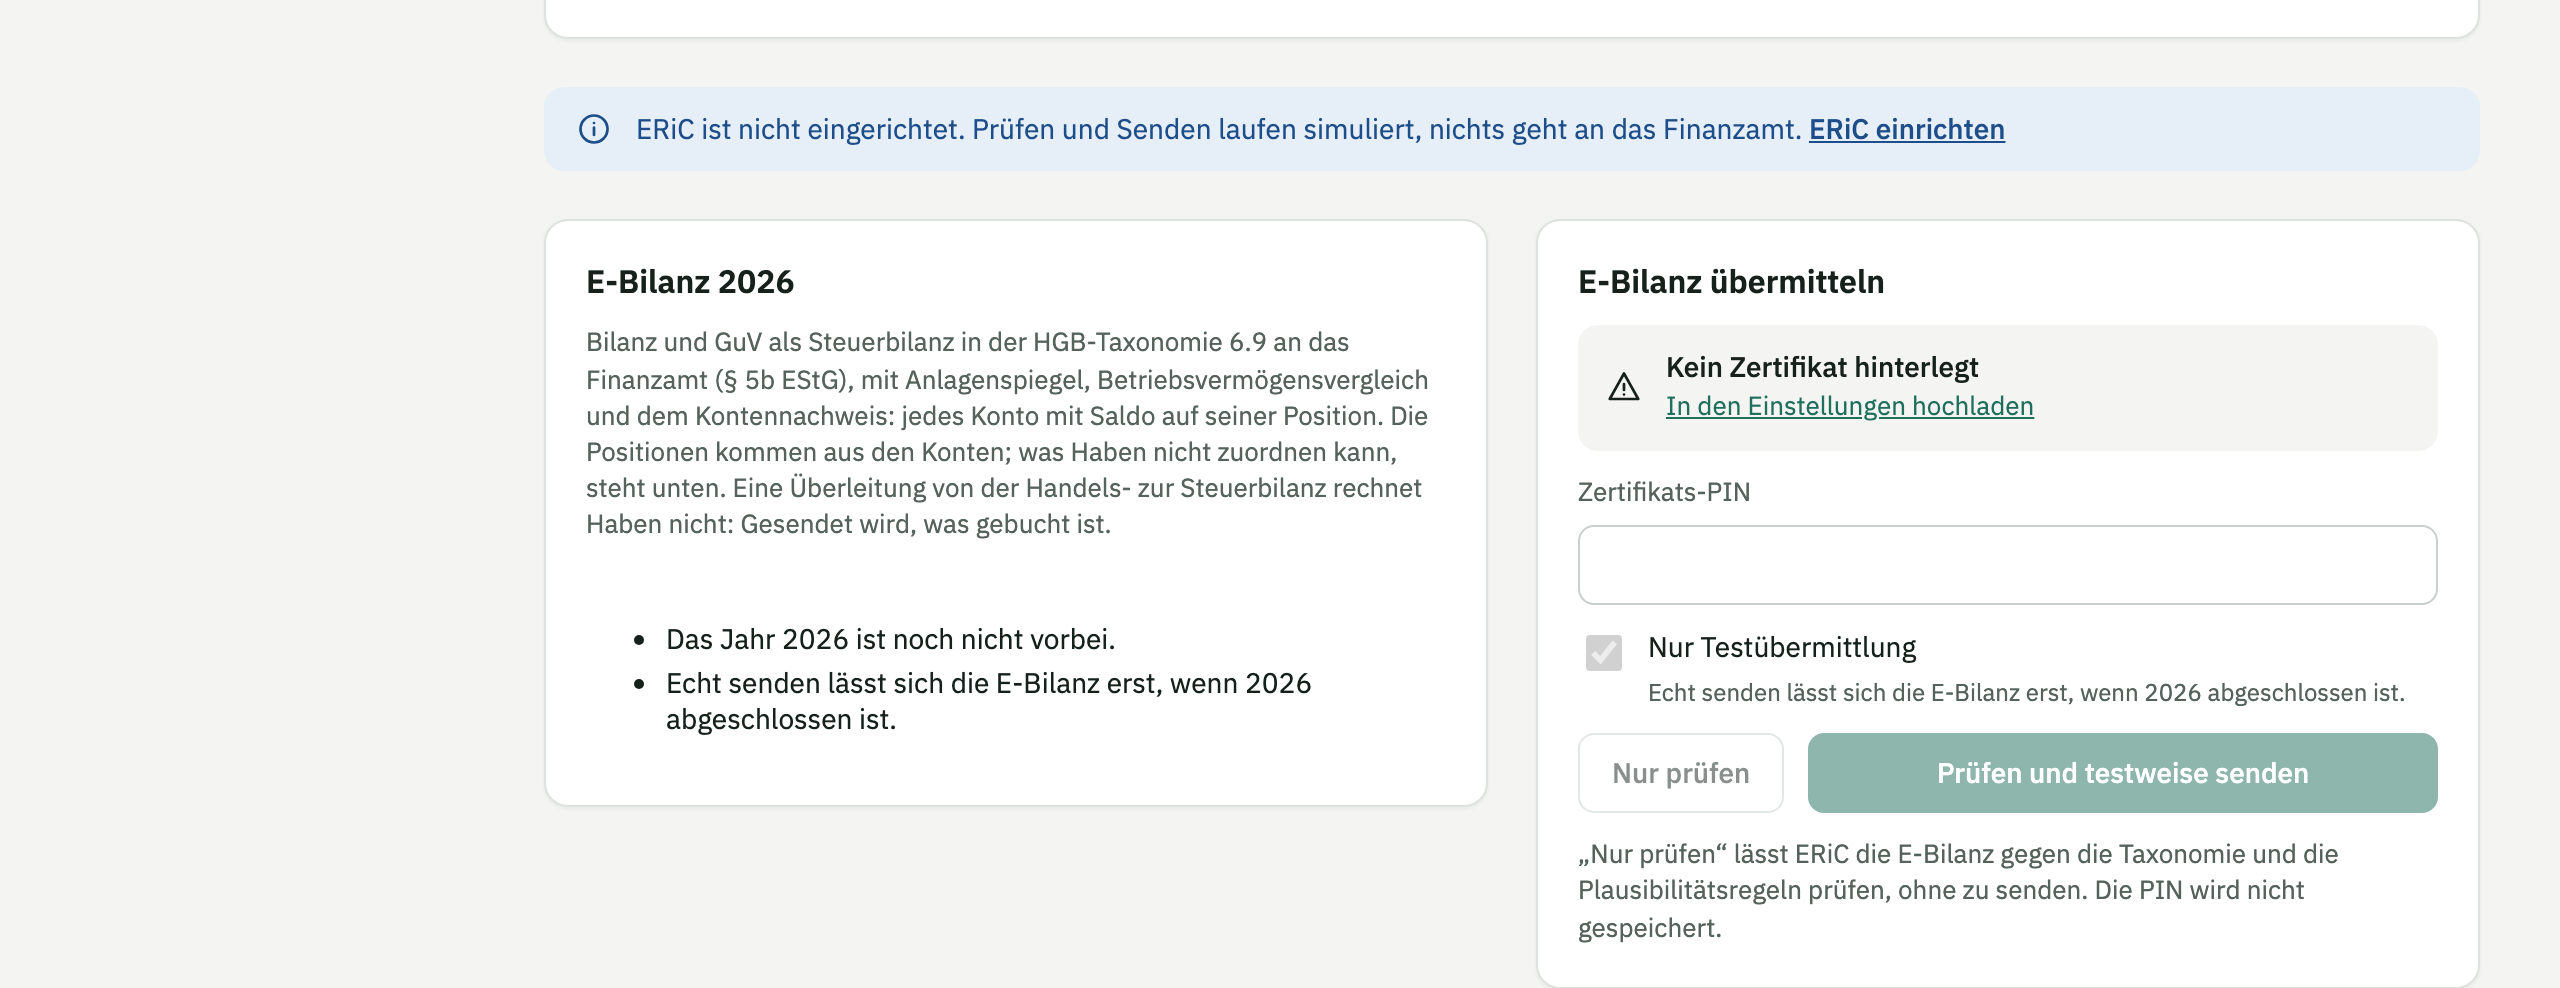 ERiC ist nicht eingerichtet. Prüfen und Senden laufen simuliert, nichts geht an das Finanzamt. ERiC einrichten
E-Bilanz 2026
Bilanz und GuV als Steuerbilanz in der HGB-Taxonomie 6.9 an das
Finanzamt (§ 5b EStG), mit Anlagenspiegel, Betriebsvermögensvergleich
und dem Kontennachweis: jedes Konto mit Saldo auf seiner Position. Die
Positionen kommen aus den Konten; was Haben nicht zuordnen kann,
steht unten. Eine Überleitung von der Handels- zur Steuerbilanz rechnet
Haben nicht: Gesendet wird, was gebucht ist.
• Das Jahr 2026 ist noch nicht vorbei.
• Echt senden lässt sich die E-Bilanz erst, wenn 2026
abgeschlossen ist.
E-Bilanz übermitteln
Kein Zertifikat hinterlegt
In den Einstellungen hochladen
Zertifikats-PIN
Nur Testübermittlung
Echt senden lässt sich die E-Bilanz erst, wenn 2026 abgeschlossen ist.
Nur prüfen
Prüfen und testweise senden
„Nur prüfen“ lässt ERiC die E-Bilanz gegen die Taxonomie und die
Plausibilitätsregeln prüfen, ohne zu senden. Die PIN wird nicht
gespeichert.